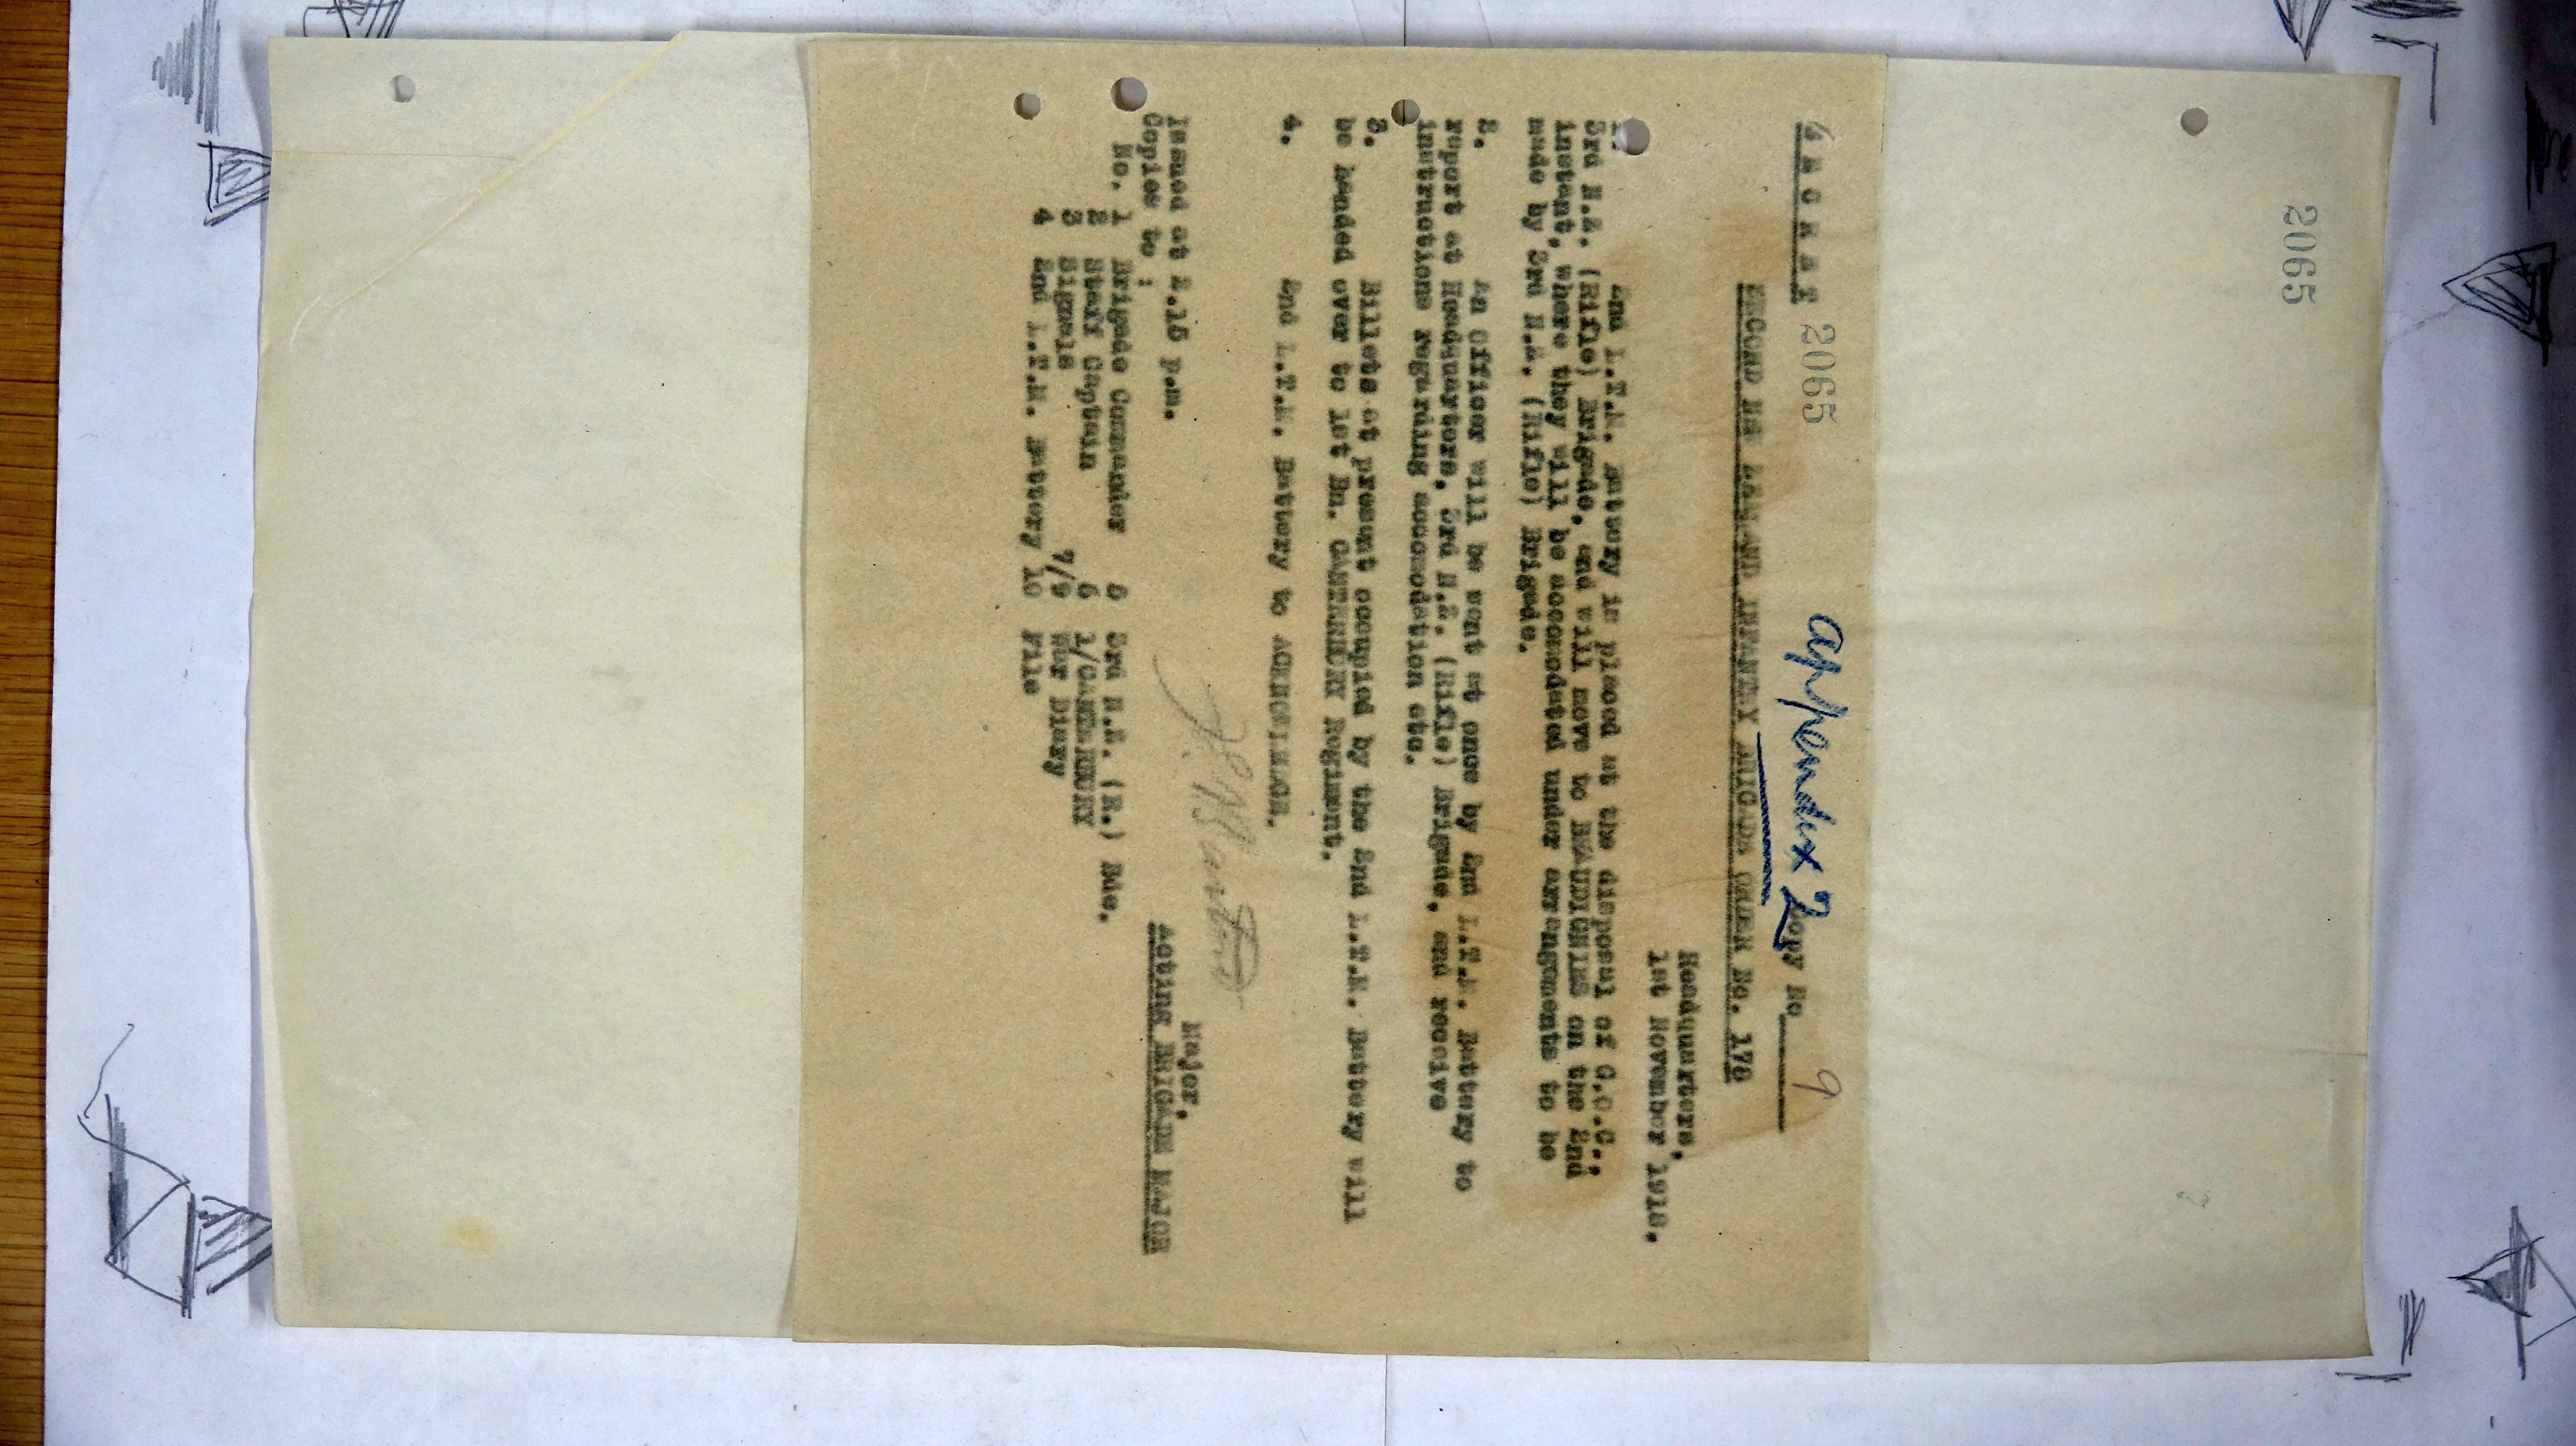 2065
SECRET
2065
appendix 2
Copy No 9
SECOND NEW ZEALAND INFANTRY BRIGADE ORDER No. 178
Headquarters,
1st November 1918.
2nd L.T.M. Battery is placed at the disposal of G.O.C.,
3rd N.Z. (Rifle) Brigade, and will move to BEAUDIGNIES on the 2nd
instant, where they will be accomodated under arrangements to be
made by 3rd N.Z. (Rifle) Brigade.
2. An Officer will be sent at once by 2nd L.T.M. Battery to
report at Headquarters, 3rd N.Z. (Rifle) Brigade, and receive
instructions regarding accomodation etc.
3. Billets at present occupied by the 2nd L.T.M. Battery will
be handed over to 1st Bn. CANTERBURY Regiment.
4. 2nd L.T.M. Battery to ACKNOWLEDGE.
Major,
Acting BRIGADE MAJOR
Issued at 2.15 p.m.
Copies to :
No. 1 Brigade Commander 5 3rd N.Z. (R.) Bde.
2 Staff Captain 6 1/CANTERBURY
3 Signals 7/9 War Diary
4 2nd L.T.M. Battery 10 File